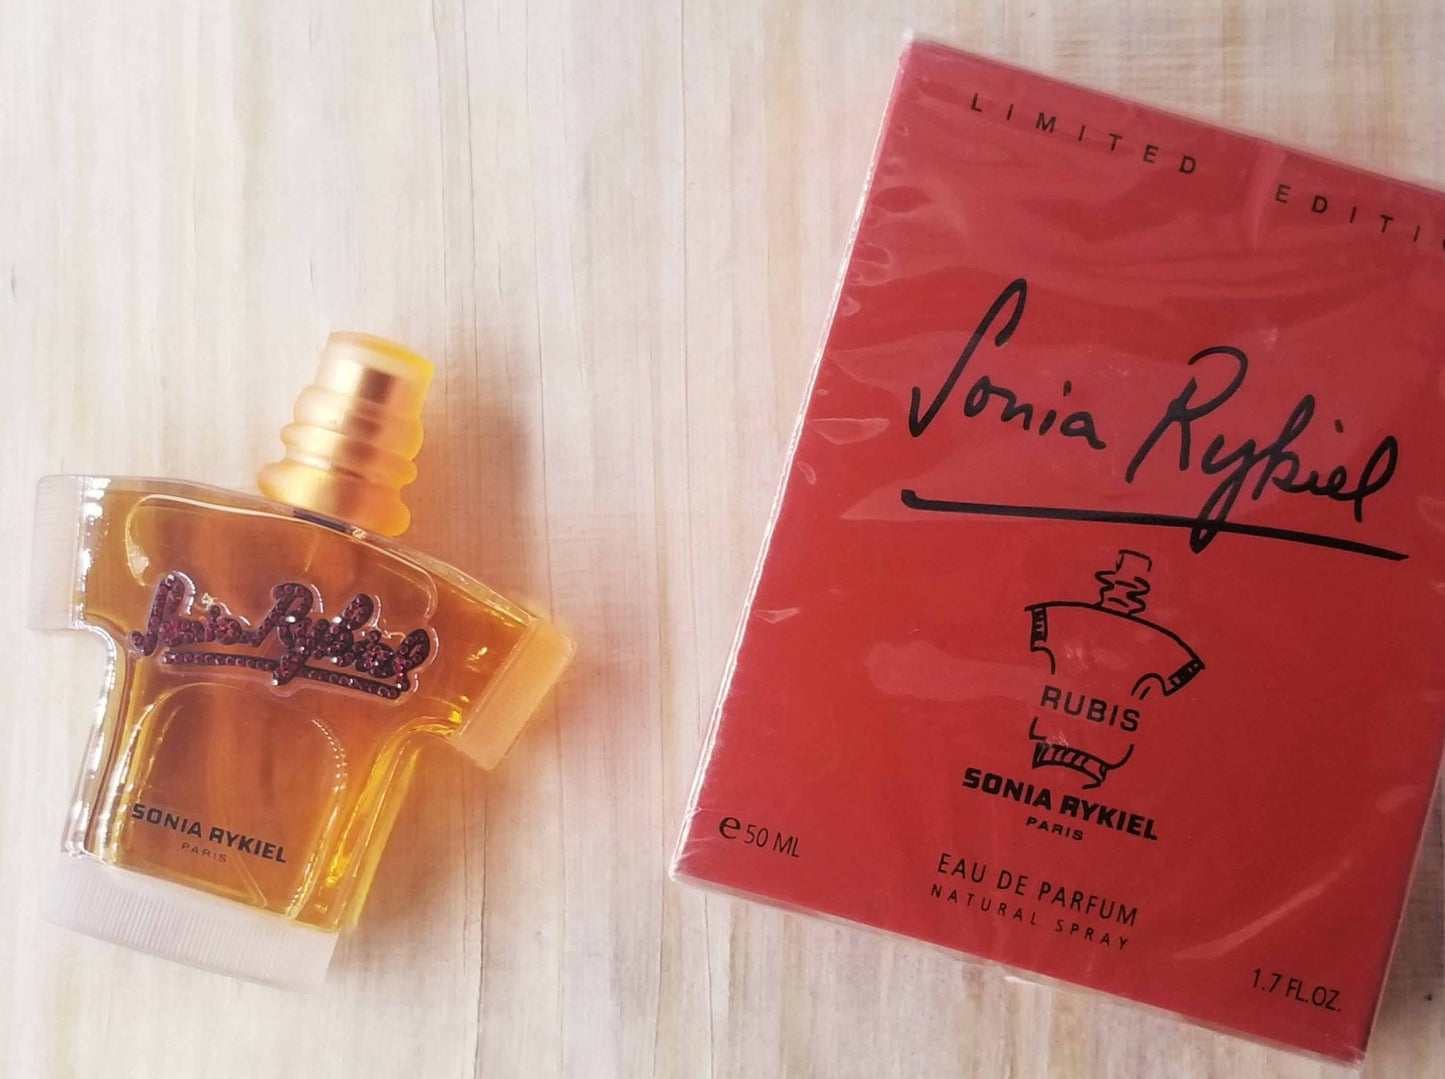 Sonia Rykiel
SONIA RYKIEL
PARIS
LIMITED EDITI
Sonia Rykiel
RUBIS
SONIA RYKIEL
PARIS
e 50 ML
EAU DE PARFUM
NATURAL SPRAY
1.7 FL.OZ.